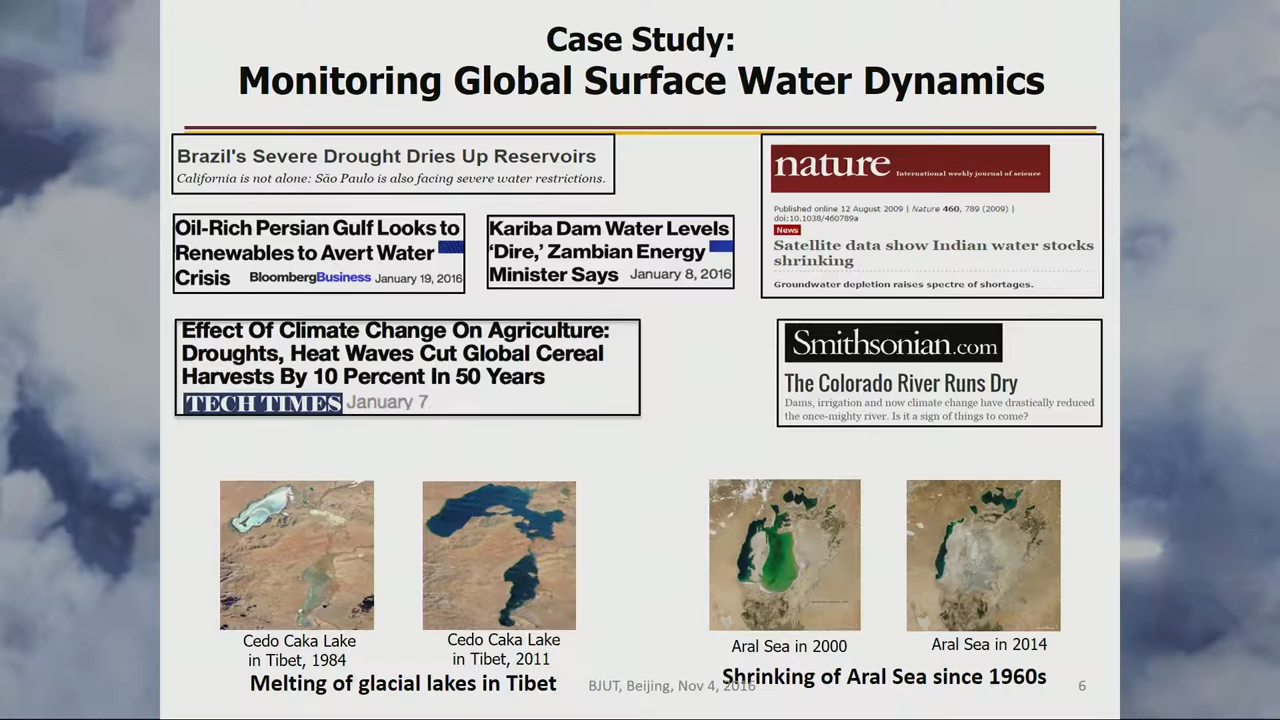 Case Study:
Monitoring Global Surface Water Dynamics
Brazil's Severe Drought Dries Up Reservoirs
California is not alone: São Paulo is also facing severe water restrictions.
Oil-Rich Persian Gulf Looks to
Renewables to Avert Water
Crisis BloombergBusiness January 19, 2016
Kariba Dam Water Levels
‘Dire,’ Zambian Energy
Minister Says January 8, 2016
nature International weekly journal of science
Published online 12 August 2009 | Nature 460, 789 (2009) |
doi:10.1038/460789a
News
Satellite data show Indian water stocks
shrinking
Groundwater depletion raises spectre of shortages.
Effect Of Climate Change On Agriculture:
Droughts, Heat Waves Cut Global Cereal
Harvests By 10 Percent In 50 Years
TECH TIMES January 7
Smithsonian.com
The Colorado River Runs Dry
Dams, irrigation and now climate change have drastically reduced
the once-mighty river. Is it a sign of things to come?
Cedo Caka Lake
in Tibet, 1984
Cedo Caka Lake
in Tibet, 2011
Melting of glacial lakes in Tibet
Aral Sea in 2000
Aral Sea in 2014
Shrinking of Aral Sea since 1960s
BJUT, Beijing, Nov 4, 2016
6